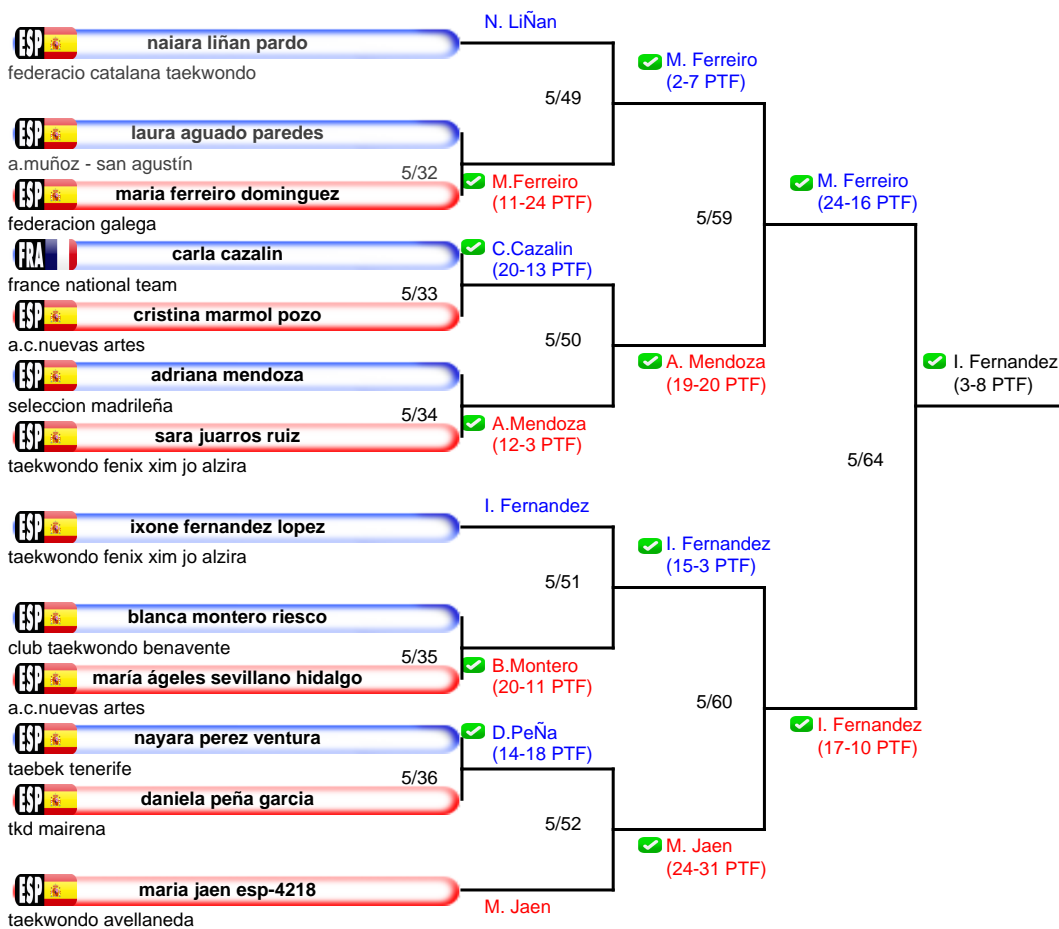 N. LiÑan
ESP naiara liñan pardo
federacio catalana taekwondo
M. Ferreiro
(2-7 PTF)
5/49
ESP laura aguado paredes
a.muñoz - san agustín
5/32
ESP maria ferreiro dominguez
federacion galega
M.Ferreiro
(11-24 PTF)
M. Ferreiro
(24-16 PTF)
5/59
FRA carla cazalin
france national team
C.Cazalin
(20-13 PTF)
5/33
ESP cristina marmol pozo
a.c.nuevas artes
5/50
ESP adriana mendoza
seleccion madrileña
A. Mendoza
(19-20 PTF)
I. Fernandez
(3-8 PTF)
5/34
ESP sara juarros ruiz
taekwondo fenix xim jo alzira
A.Mendoza
(12-3 PTF)
5/64
I. Fernandez
ESP ixone fernandez lopez
taekwondo fenix xim jo alzira
I. Fernandez
(15-3 PTF)
5/51
ESP blanca montero riesco
club taekwondo benavente
5/35
ESP maría ágeles sevillano hidalgo
a.c.nuevas artes
B.Montero
(20-11 PTF)
5/60
ESP nayara perez ventura
taebek tenerife
D.PeÑa
(14-18 PTF)
I. Fernandez
(17-10 PTF)
5/36
ESP daniela peña garcia
tkd mairena
5/52
M. Jaen
(24-31 PTF)
ESP maria jaen esp-4218
taekwondo avellaneda
M. Jaen